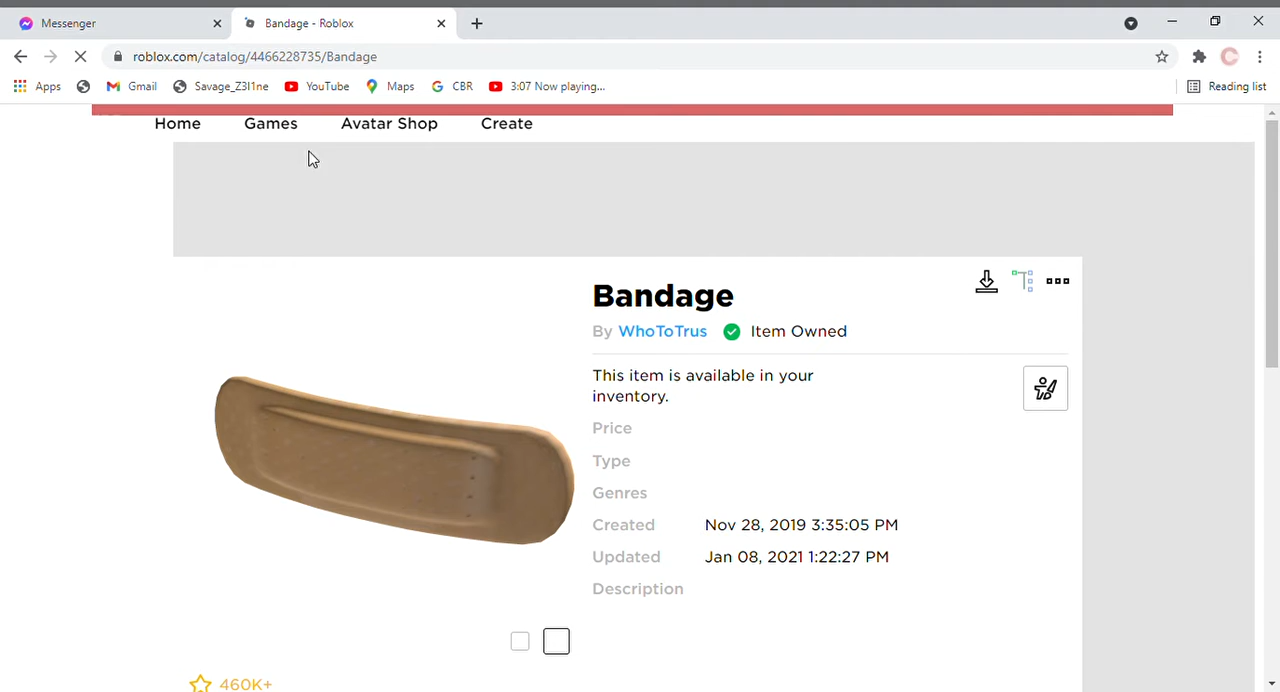 Messenger
Bandage - Roblox
roblox.com/catalog/4466228735/Bandage
Apps
Gmail
Savage_Z3l1ne
YouTube
Maps
CBR
3:07 Now playing...
Reading list
Home
Games
Avatar Shop
Create
Bandage
By WhoToTrus
Item Owned
This item is available in your
inventory.
Price
Type
Genres
Created Nov 28, 2019 3:35:05 PM
Updated Jan 08, 2021 1:22:27 PM
Description
460K+